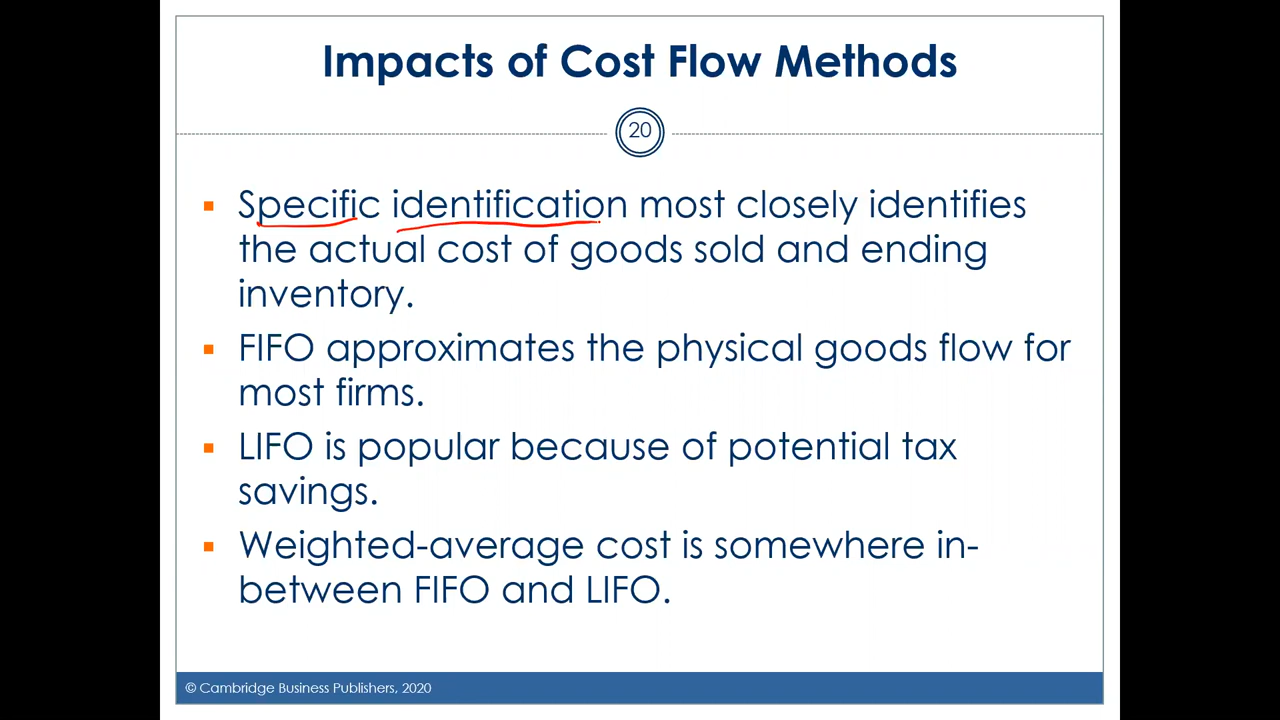 Impacts of Cost Flow Methods
20
▪ Specific identification most closely identifies
the actual cost of goods sold and ending
inventory.
▪ FIFO approximates the physical goods flow for
most firms.
▪ LIFO is popular because of potential tax
savings.
▪ Weighted-average cost is somewhere in-
between FIFO and LIFO.
© Cambridge Business Publishers, 2020